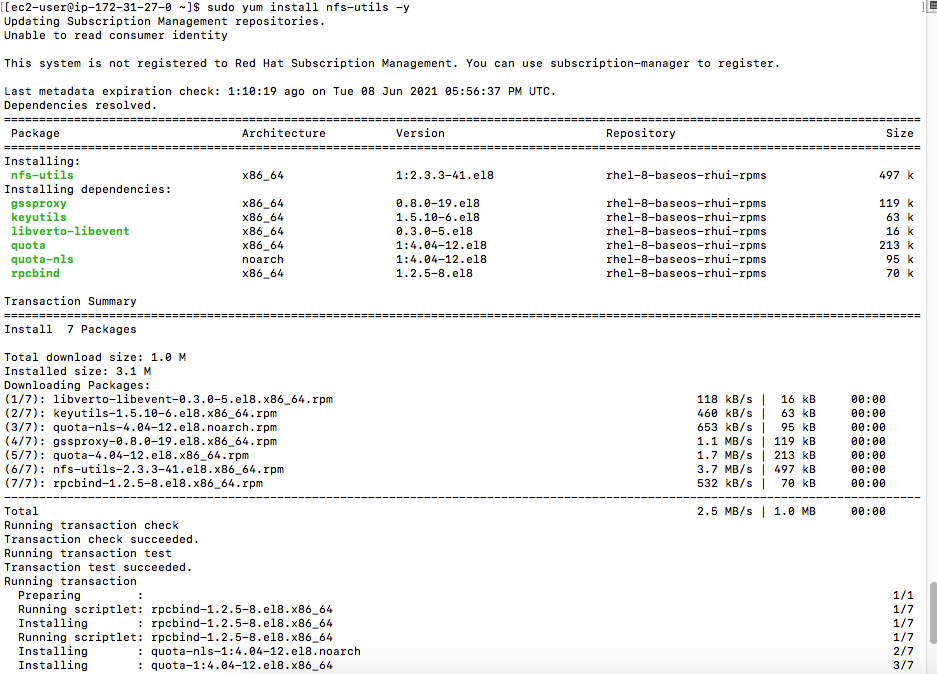 [[ec2-user@ip-172-31-27-0 ~]$ sudo yum install nfs-utils -y ]
Updating Subscription Management repositories.
Unable to read consumer identity
This system is not registered to Red Hat Subscription Management. You can use subscription-manager to register.
Last metadata expiration check: 1:10:19 ago on Tue 08 Jun 2021 05:56:37 PM UTC.
Dependencies resolved.
================================================================================
Package Architecture Version Repository Size
================================================================================
Installing:
nfs-utils x86_64 1:2.3.3-41.el8 rhel-8-baseos-rhui-rpms 497 k
Installing dependencies:
gssproxy x86_64 0.8.0-19.el8 rhel-8-baseos-rhui-rpms 119 k
keyutils x86_64 1.5.10-6.el8 rhel-8-baseos-rhui-rpms 63 k
libverto-libevent x86_64 0.3.0-5.el8 rhel-8-baseos-rhui-rpms 16 k
quota x86_64 1:4.04-12.el8 rhel-8-baseos-rhui-rpms 213 k
quota-nls noarch 1:4.04-12.el8 rhel-8-baseos-rhui-rpms 95 k
rpcbind x86_64 1.2.5-8.el8 rhel-8-baseos-rhui-rpms 70 k
Transaction Summary
================================================================================
Install 7 Packages
Total download size: 1.0 M
Installed size: 3.1 M
Downloading Packages:
(1/7): libverto-libevent-0.3.0-5.el8.x86_64.rpm 118 kB/s | 16 kB 00:00
(2/7): keyutils-1.5.10-6.el8.x86_64.rpm 460 kB/s | 63 kB 00:00
(3/7): quota-nls-4.04-12.el8.noarch.rpm 653 kB/s | 95 kB 00:00
(4/7): gssproxy-0.8.0-19.el8.x86_64.rpm 1.1 MB/s | 119 kB 00:00
(5/7): quota-4.04-12.el8.x86_64.rpm 1.7 MB/s | 213 kB 00:00
(6/7): nfs-utils-2.3.3-41.el8.x86_64.rpm 3.7 MB/s | 497 kB 00:00
(7/7): rpcbind-1.2.5-8.el8.x86_64.rpm 532 kB/s | 70 kB 00:00
--------------------------------------------------------------------------------
Total 2.5 MB/s | 1.0 MB 00:00
Running transaction check
Transaction check succeeded.
Running transaction test
Transaction test succeeded.
Running transaction
Preparing : 1/1
Running scriptlet: rpcbind-1.2.5-8.el8.x86_64 1/7
Installing : rpcbind-1.2.5-8.el8.x86_64 1/7
Running scriptlet: rpcbind-1.2.5-8.el8.x86_64 1/7
Installing : quota-nls-1:4.04-12.el8.noarch 2/7
Installing : quota-1:4.04-12.el8.x86_64 3/7